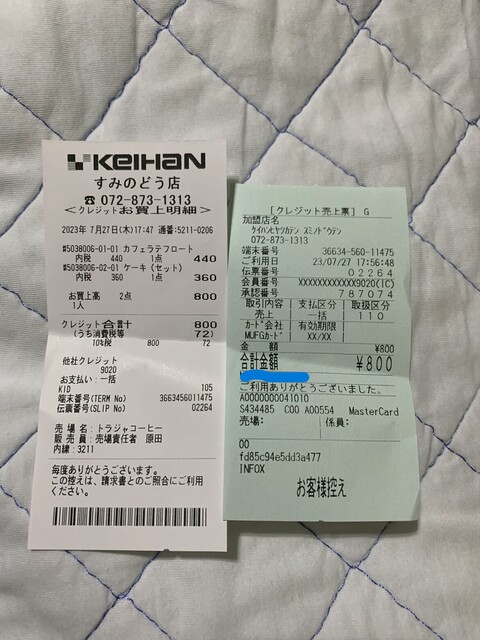 KEIHAN
すみのどう店
☎072-873-1313
<クレジットお買上明細>
2023年 7月27日(木)17:47 通番:5211-0206
#5038006-01-01 カフェラテフロート
内税 440 1点 440
#5038006-02-01 ケーキ(セット)
内税 360 1点 360
お買上高 2点 800
1人
クレジット合計 800
(うち消費税等 72)
10%税 800 72
他社クレジット
9020
お支払い:一括
KID 105
端末番号(TERM No) 3663456011475
伝票番号(SLIP No) 02264
売 場 名:トラジャコーヒー
販 売 員:売場責任者 原田
内線:3211
毎度ありがとうございます。
この控えは、請求書とのご照合にご利用
ください。
[クレジット売上票] G
加盟店名
ケイハンヒヤツカテン スミノドウテン
072-873-1313
端末番号 36634-560-11475
ご利用日 23/07/27 17:56:48
伝票番号 02264
会員番号 XXXXXXXXXXXX9020(IC)
承認番号 787074
取引内容 支払区分 取扱区分
売上 一括 110
カード会社 有効期限
MUFGカード XX/XX
金 額 ¥800
合計金額 ¥800
ご利用ありがとうございました。
A0000000041010
S434485 C00 A00554 MasterCard
売場: 係員:
00
fd85c94e5dd3a477
INFOX
お客様控え